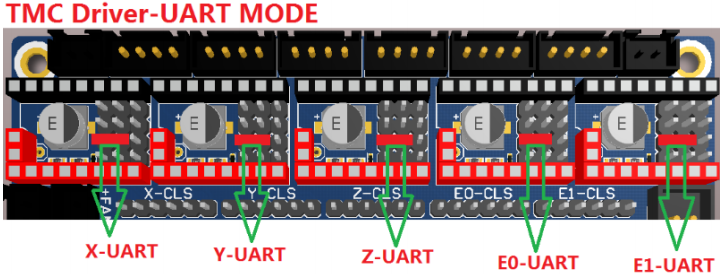 TMC Driver-UART MODE
E E E E E
+FAN X-CLS Y-CLS Z-CLS E0-CLS E1-CLS
X-UART Y-UART Z-UART E0-UART E1-UART